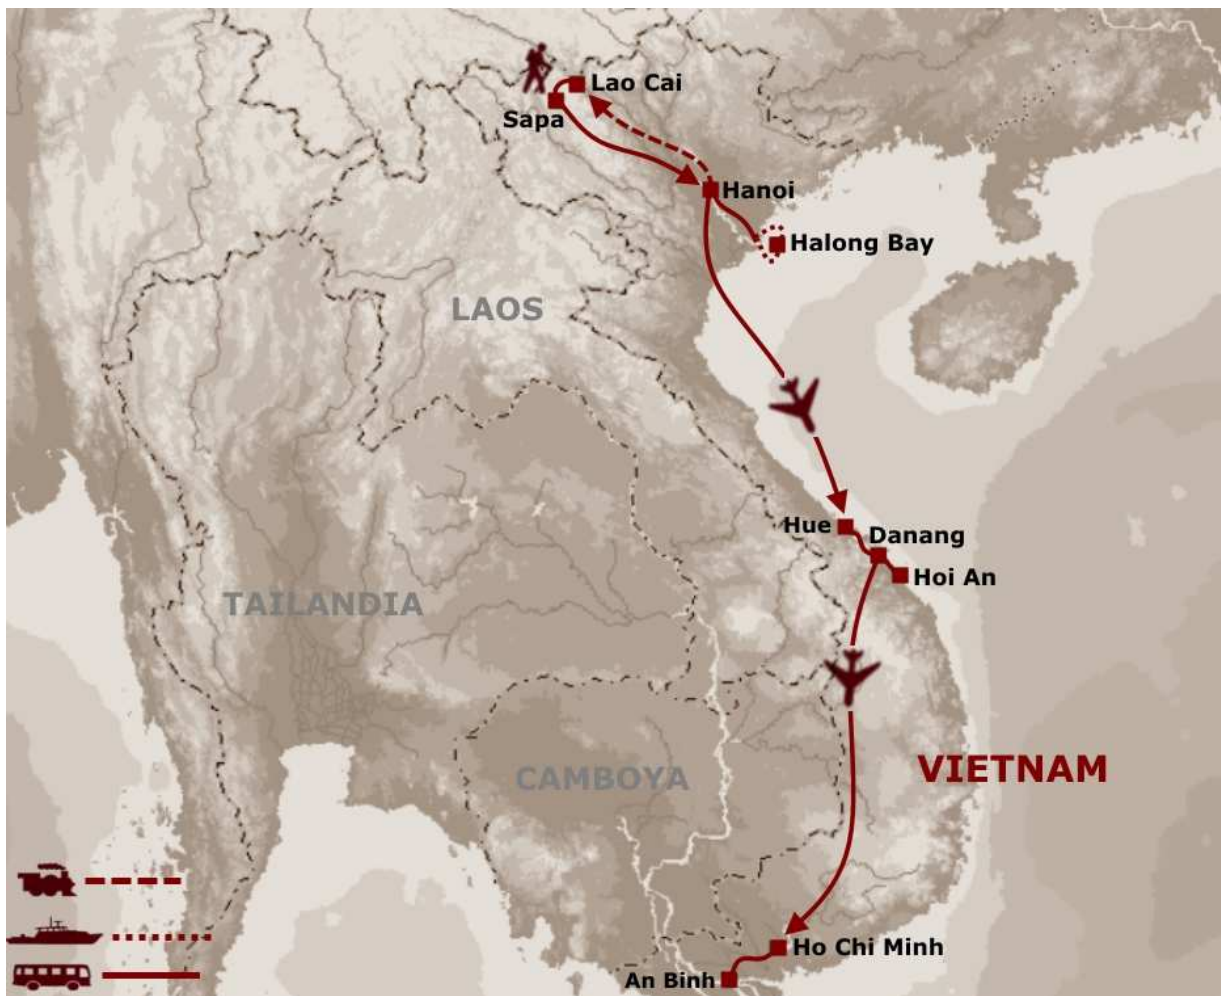 Lao Cai
Sapa
Hanoi
Halong Bay
LAOS
Hue
Danang
Hoi An
TAILANDIA
VIETNAM
CAMBOYA
Ho Chi Minh
An Binh